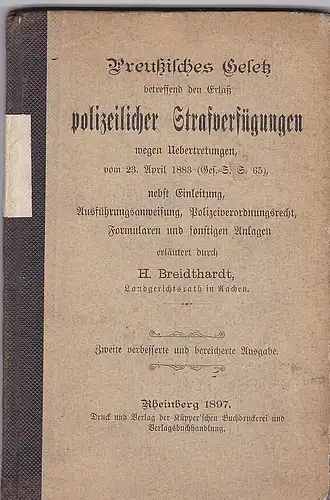 Preußisches Gesetz
betreffend den Erlaß
polizeilicher Strafverfügungen
wegen Uebertretungen,
vom 23. April 1883 (Ges.-S. S. 65),
nebst Einleitung,
Ausführungsanweisung, Polizeiverordnungsrecht,
Formularen und sonstigen Anlagen
erläutert durch
H. Breidthardt,
Landgerichtsrath in Aachen.
Zweite verbesserte und bereicherte Ausgabe.
Rheinberg 1897.
Druck und Verlag der Küpper'schen Buchdruckerei und
Verlagsbuchhandlung.